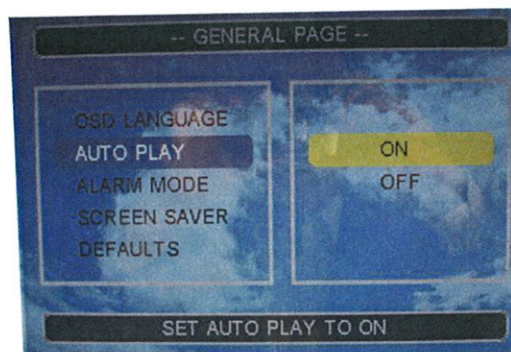 -- GENERAL PAGE --
OSD LANGUAGE
AUTO PLAY
ALARM MODE
SCREEN SAVER
DEFAULTS
ON
OFF
SET AUTO PLAY TO ON